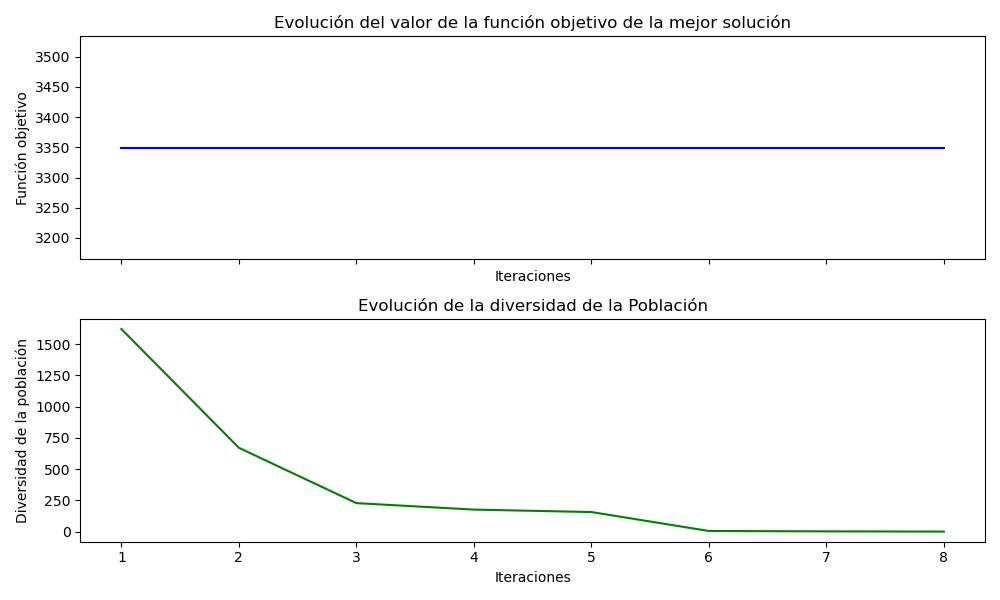 Evolución del valor de la función objetivo de la mejor solución
3500
3450
3400
3350
3300
3250
3200
Función objetivo
Iteraciones
Evolución de la diversidad de la Población
1500
1250
1000
750
500
250
0
Diversidad de la población
1 2 3 4 5 6 7 8
Iteraciones